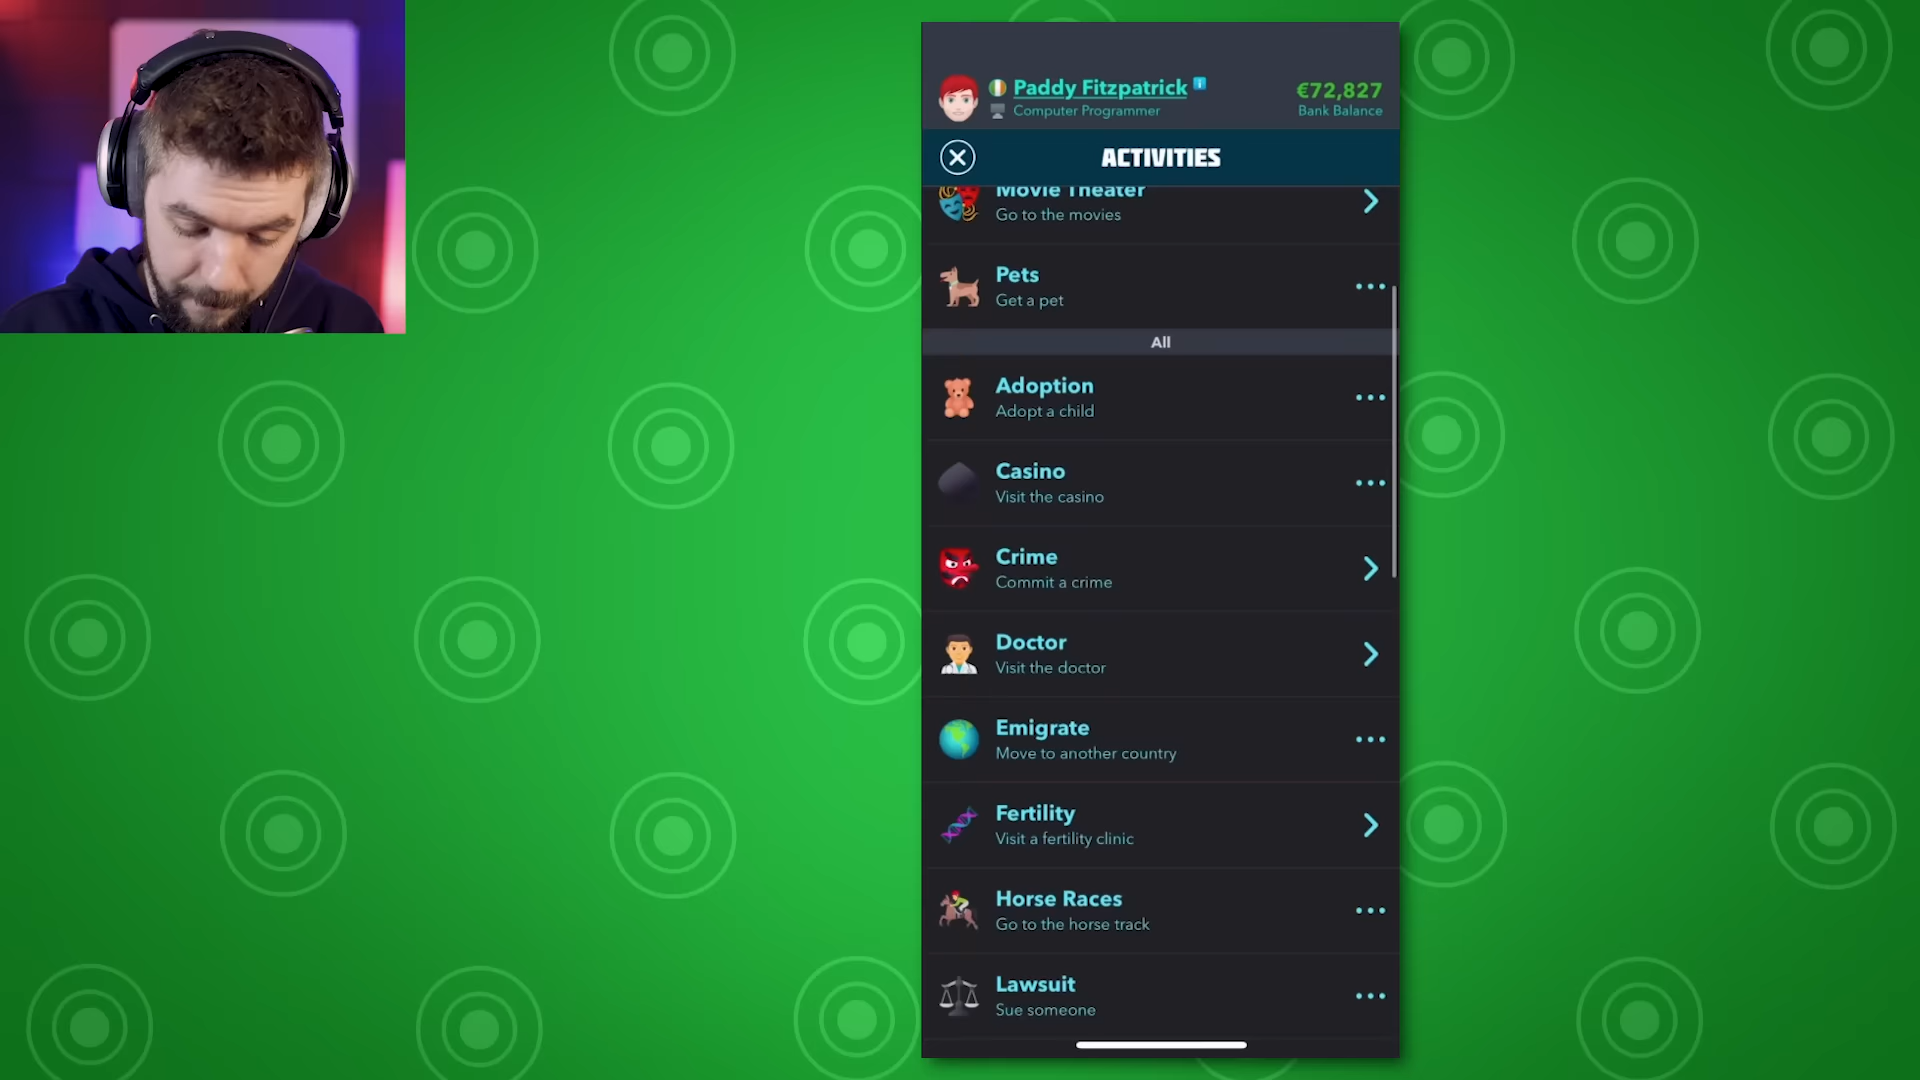 Paddy Fitzpatrick
€72,827
Computer Programmer
Bank Balance
ACTIVITIES
Movie Theater
Go to the movies
Pets
Get a pet
All
Adoption
Adopt a child
Casino
Visit the casino
Crime
Commit a crime
Doctor
Visit the doctor
Emigrate
Move to another country
Fertility
Visit a fertility clinic
Horse Races
Go to the horse track
Lawsuit
Sue someone